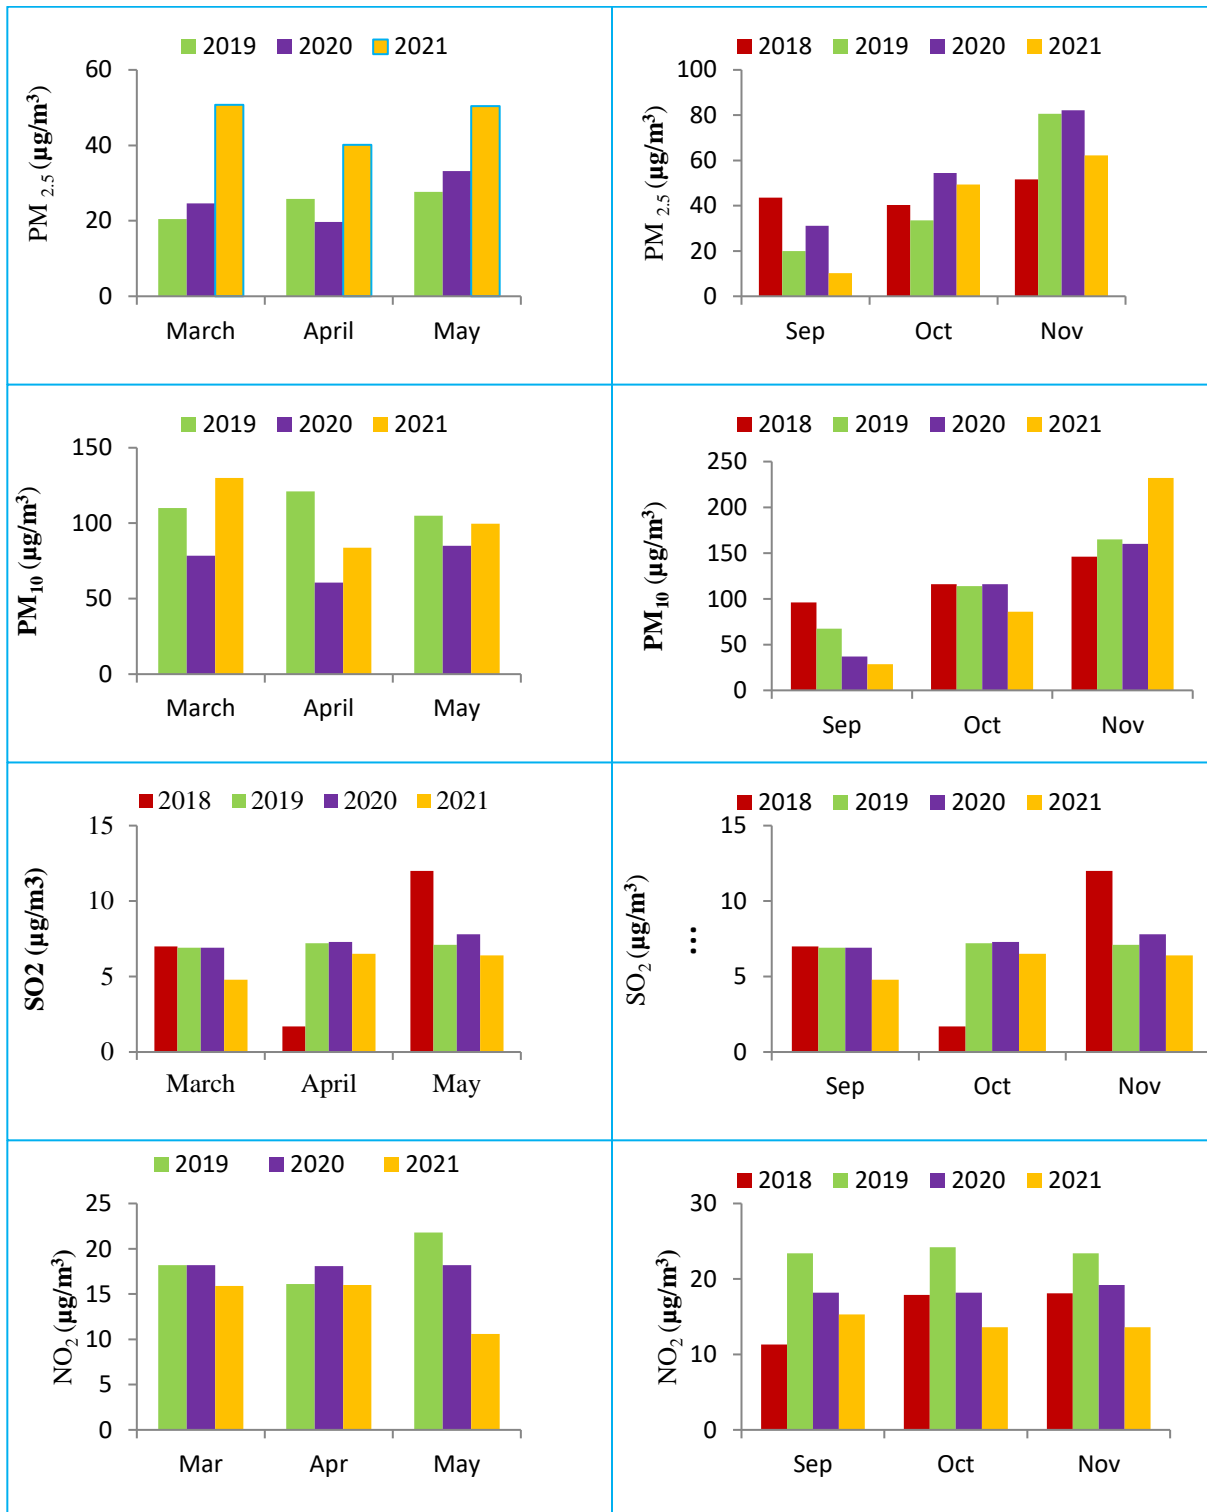 2019 2020 2021
PM 2.5 (µg/m³)
60
40
20
0
March April May
2018 2019 2020 2021
PM 2.5 (µg/m³)
100
80
60
40
20
0
Sep Oct Nov
2019 2020 2021
PM10 (µg/m³)
150
100
50
0
March April May
2018 2019 2020 2021
PM10 (µg/m³)
250
200
150
100
50
0
Sep Oct Nov
2018 2019 2020 2021
SO2 (µg/m3)
15
10
5
0
March April May
2018 2019 2020 2021
SO₂ (µg/m³)
...
15
10
5
0
Sep Oct Nov
2019 2020 2021
NO₂ (µg/m³)
25
20
15
10
5
0
Mar Apr May
2018 2019 2020 2021
NO₂ (µg/m³)
30
20
10
0
Sep Oct Nov